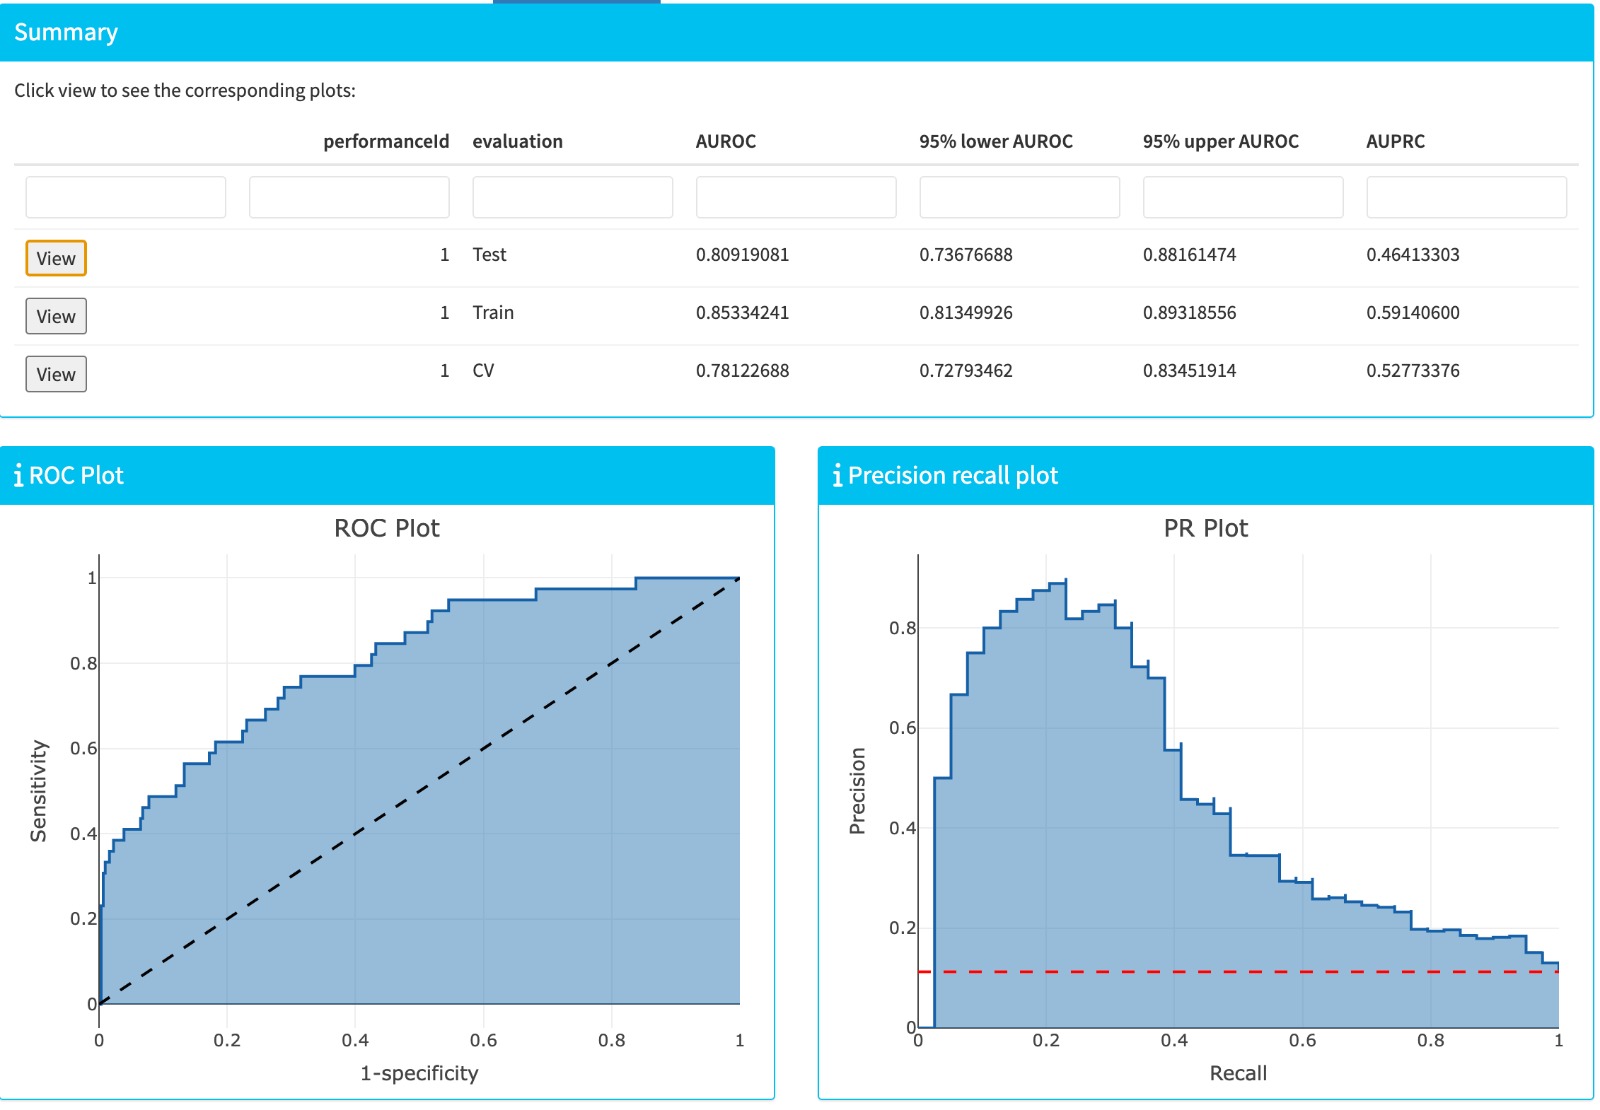 Summary
Click view to see the corresponding plots:
performanceId evaluation AUROC 95% lower AUROC 95% upper AUROC AUPRC
View 1 Test 0.80919081 0.73676688 0.88161474 0.46413303
View 1 Train 0.85334241 0.81349926 0.89318556 0.59140600
View 1 CV 0.78122688 0.72793462 0.83451914 0.52773376
ROC Plot
ROC Plot
1
0.8
0.6
0.4
0.2
0
Sensitivity
0 0.2 0.4 0.6 0.8 1
1-specificity
Precision recall plot
PR Plot
0.8
0.6
0.4
0.2
0
Precision
0 0.2 0.4 0.6 0.8 1
Recall